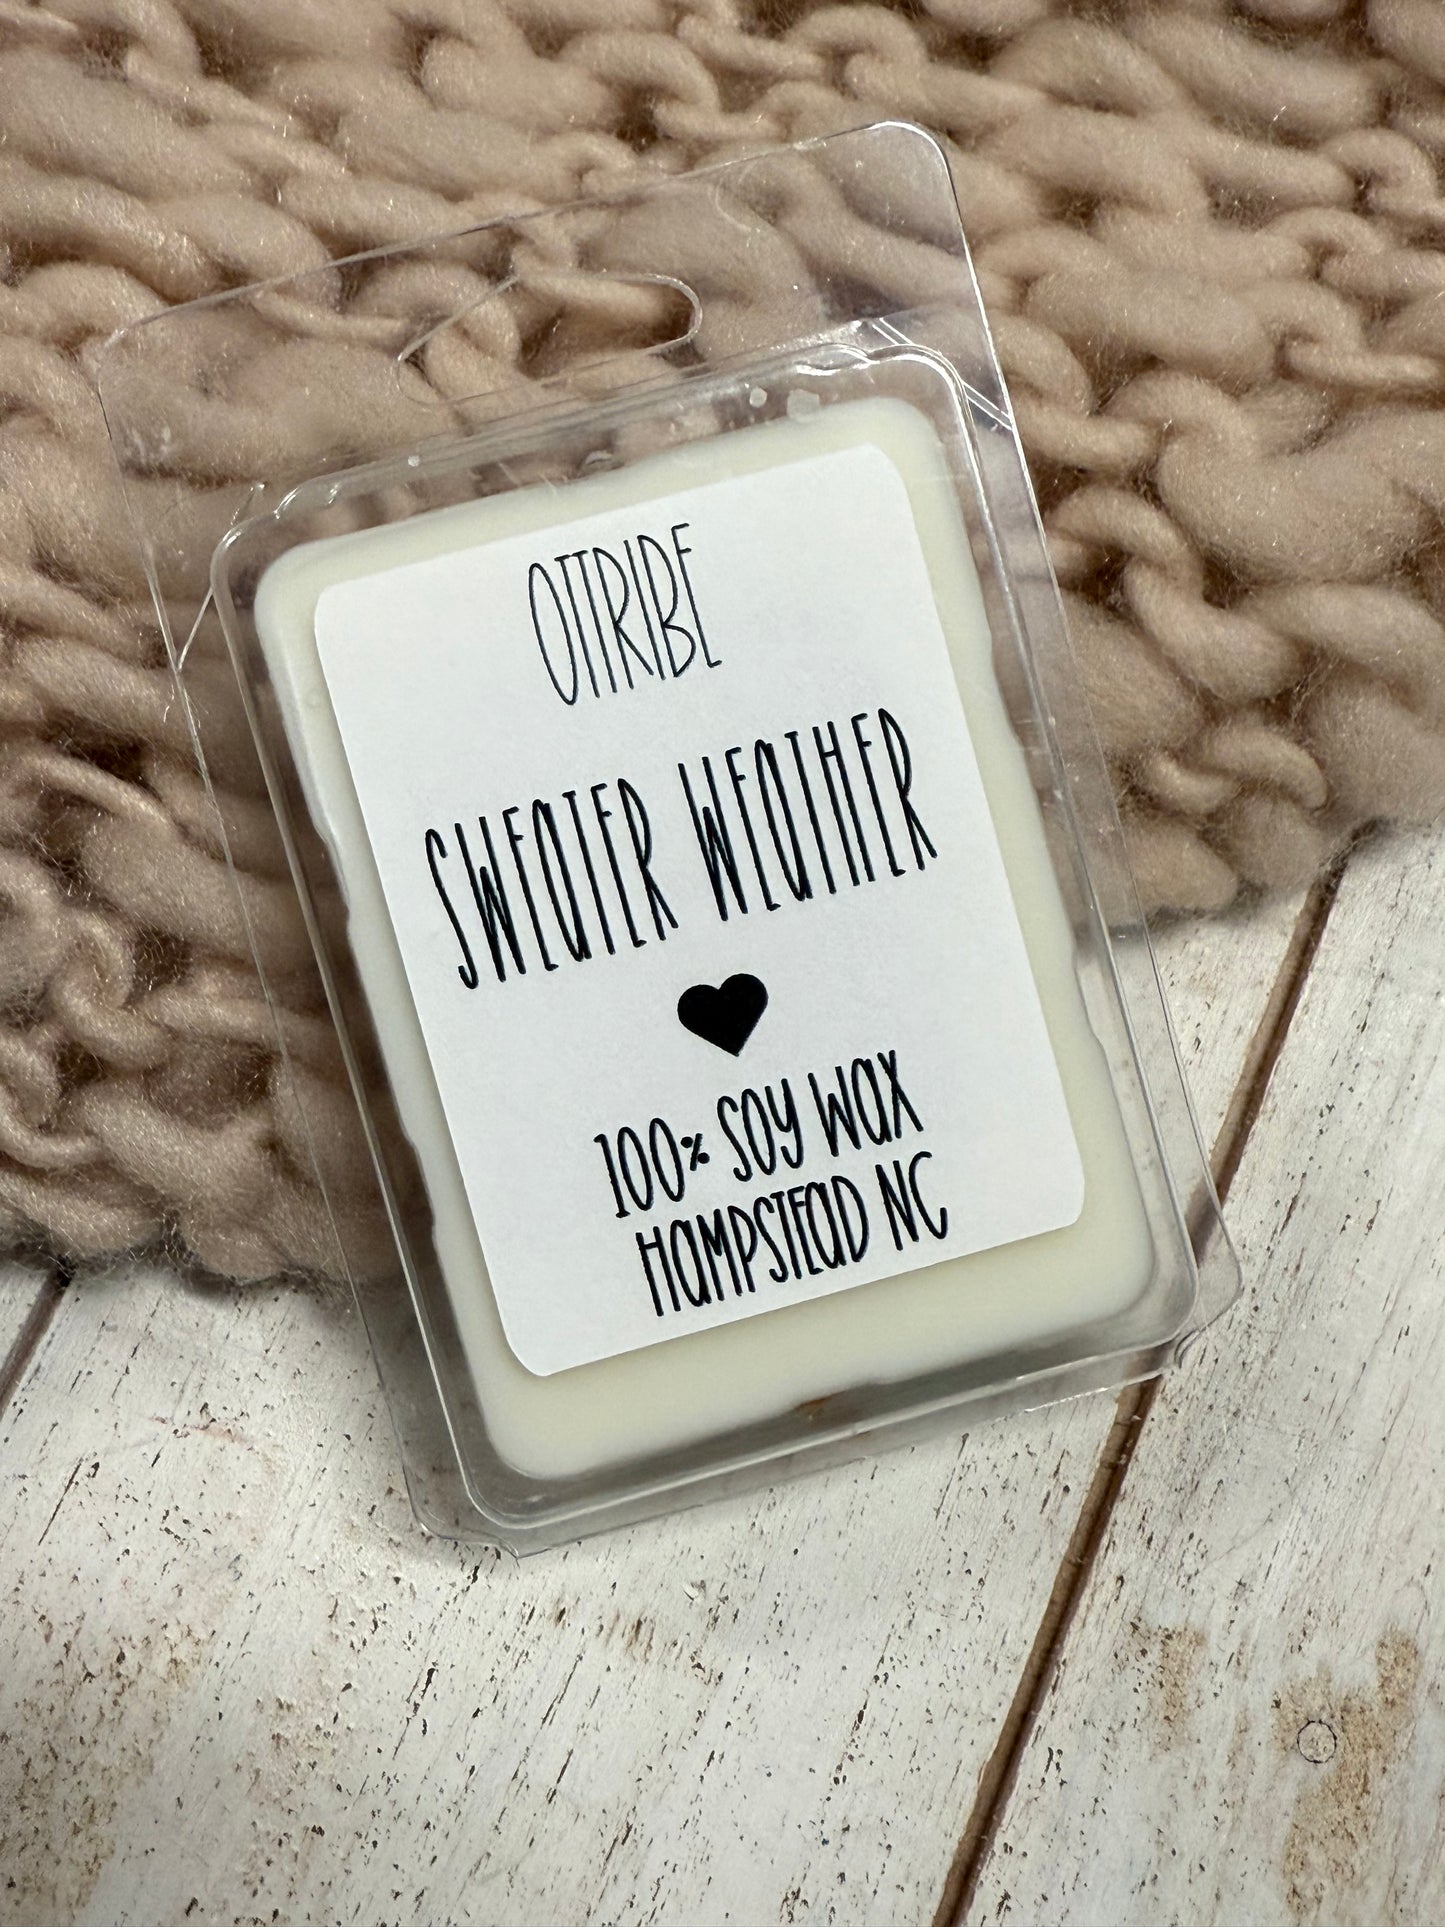 OTTRIBE
SWEaTER WEaTHER
100% SOY WaX
HaMPSTEaD NC